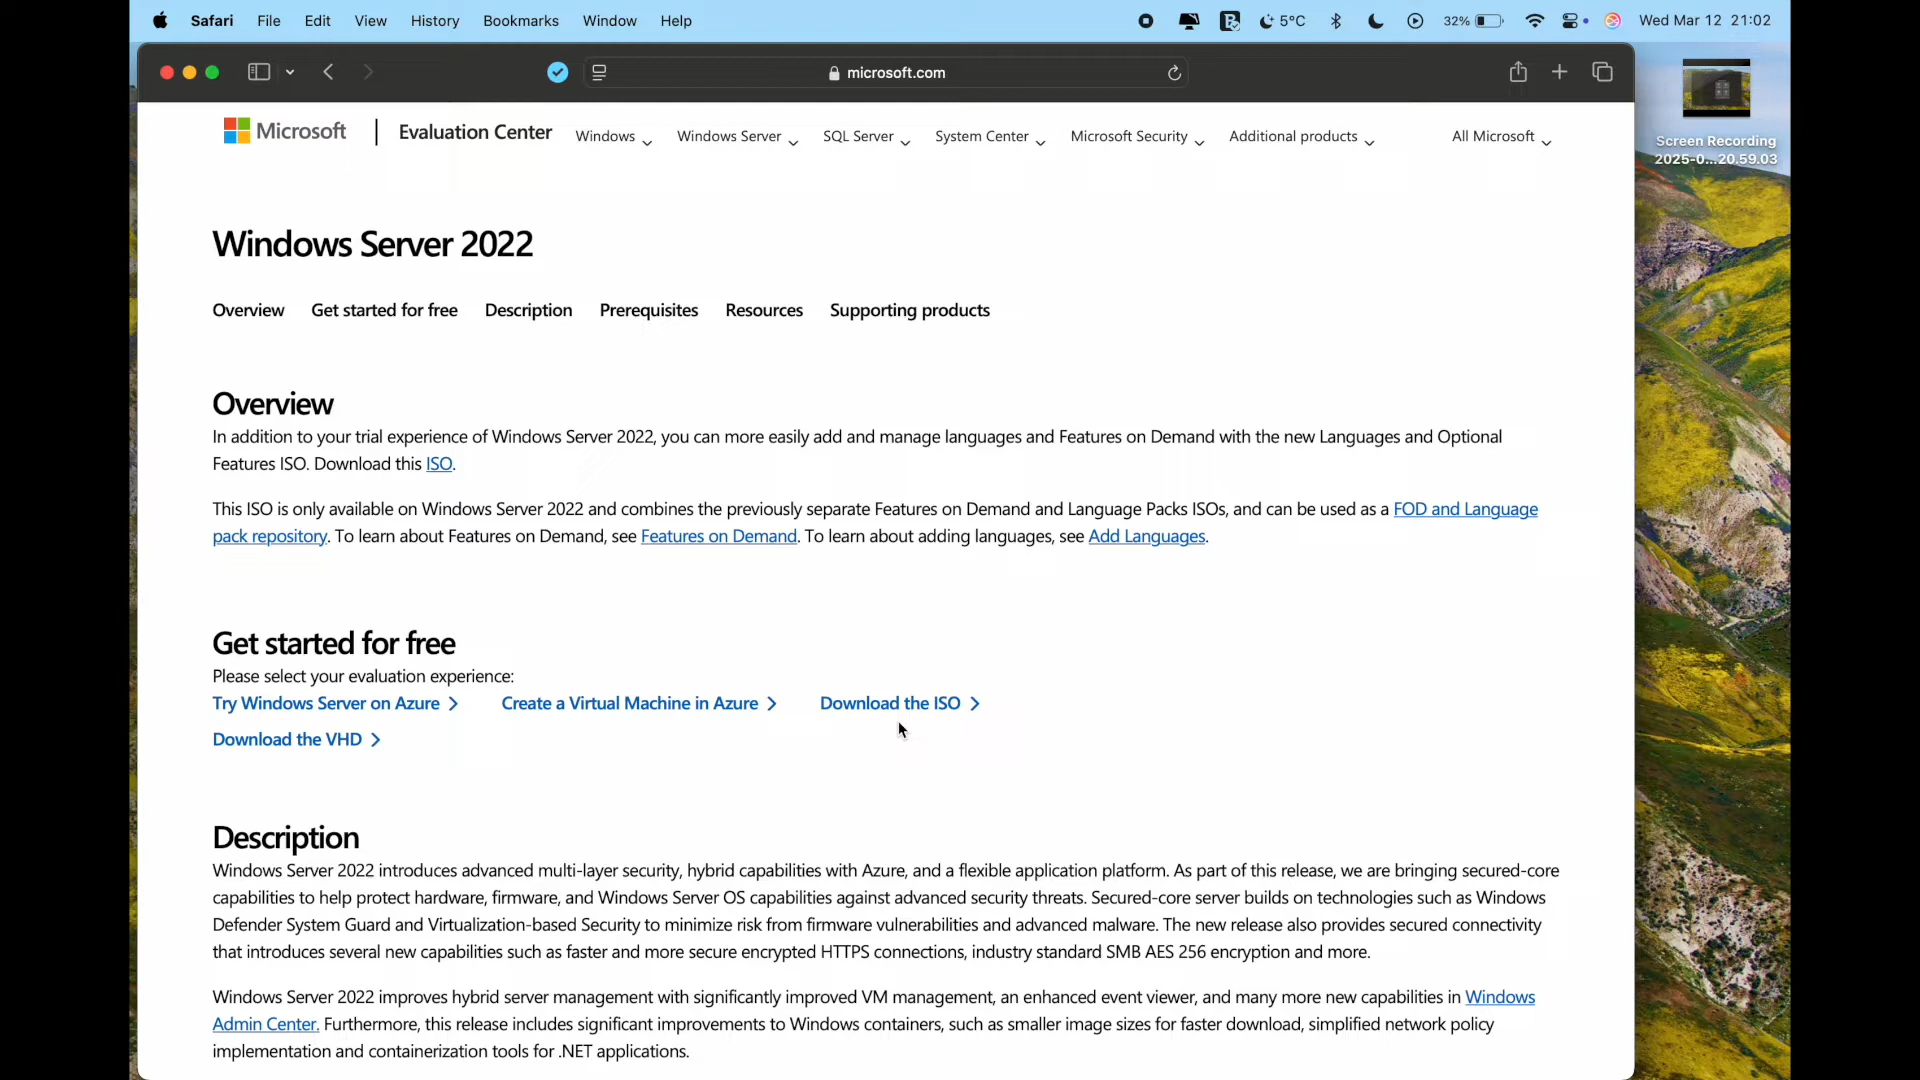 Safari File Edit View History Bookmarks Window Help 5°C 32% Wed Mar 12 21:02
microsoft.com
Screen Recording
2025-0...20.59.03
Microsoft | Evaluation Center Windows Windows Server SQL Server System Center Microsoft Security Additional products All Microsoft
Windows Server 2022
Overview Get started for free Description Prerequisites Resources Supporting products
Overview
In addition to your trial experience of Windows Server 2022, you can more easily add and manage languages and Features on Demand with the new Languages and Optional
Features ISO. Download this ISO.
This ISO is only available on Windows Server 2022 and combines the previously separate Features on Demand and Language Packs ISOs, and can be used as a FOD and Language
pack repository. To learn about Features on Demand, see Features on Demand. To learn about adding languages, see Add Languages.
Get started for free
Please select your evaluation experience:
Try Windows Server on Azure Create a Virtual Machine in Azure Download the ISO
Download the VHD
Description
Windows Server 2022 introduces advanced multi-layer security, hybrid capabilities with Azure, and a flexible application platform. As part of this release, we are bringing secured-core
capabilities to help protect hardware, firmware, and Windows Server OS capabilities against advanced security threats. Secured-core server builds on technologies such as Windows
Defender System Guard and Virtualization-based Security to minimize risk from firmware vulnerabilities and advanced malware. The new release also provides secured connectivity
that introduces several new capabilities such as faster and more secure encrypted HTTPS connections, industry standard SMB AES 256 encryption and more.
Windows Server 2022 improves hybrid server management with significantly improved VM management, an enhanced event viewer, and many more new capabilities in Windows
Admin Center. Furthermore, this release includes significant improvements to Windows containers, such as smaller image sizes for faster download, simplified network policy
implementation and containerization tools for .NET applications.